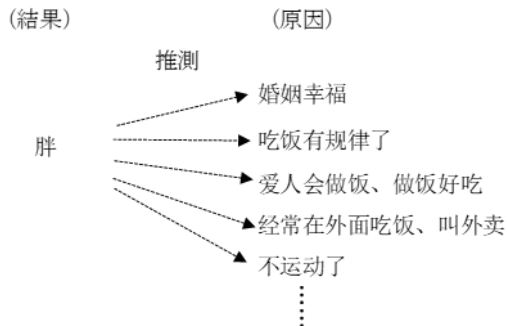 (結果) (原因)
推測
婚姻幸福
胖 吃饭有规律了
爱人会做饭、做饭好吃
经常在外面吃饭、叫外卖
不运动了